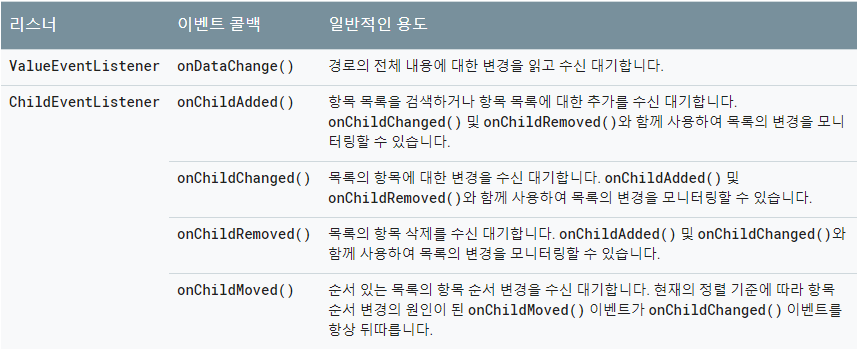 리스너 이벤트 콜백 일반적인 용도
ValueEventListener onDataChange() 경로의 전체 내용에 대한 변경을 읽고 수신 대기합니다.
ChildEventListener onChildAdded() 항목 목록을 검색하거나 항목 목록에 대한 추가를 수신 대기합니다.
onChildChanged() 및 onChildRemoved()와 함께 사용하여 목록의 변경을 모니
터링할 수 있습니다.
onChildChanged() 목록의 항목에 대한 변경을 수신 대기합니다. onChildAdded() 및
onChildRemoved()와 함께 사용하여 목록의 변경을 모니터링할 수 있습니다.
onChildRemoved() 목록의 항목 삭제를 수신 대기합니다. onChildAdded() 및 onChildChanged()와
함께 사용하여 목록의 변경을 모니터링할 수 있습니다.
onChildMoved() 순서 있는 목록의 항목 순서 변경을 수신 대기합니다. 현재의 정렬 기준에 따라 항목
순서 변경의 원인이 된 onChildMoved() 이벤트가 onChildChanged() 이벤트를
항상 뒤따릅니다.